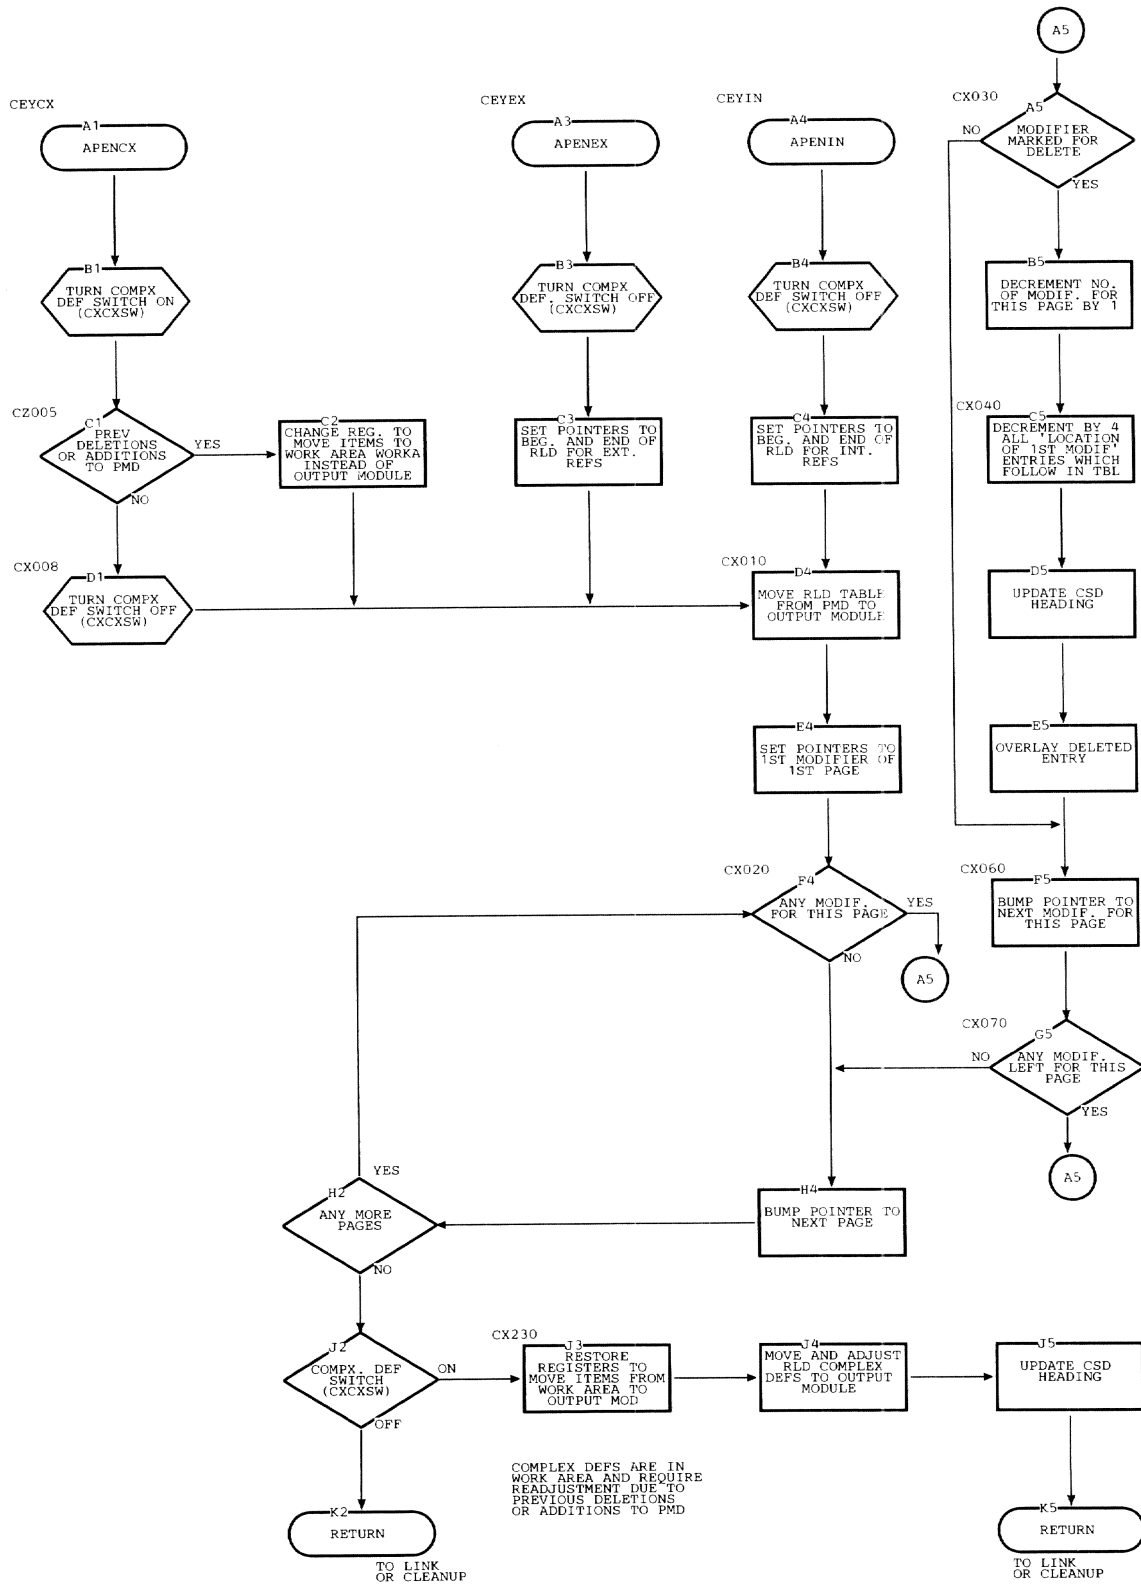 A5
CEYCX
A1
APENCX
B1
TURN COMPX
DEF SWITCH ON
(CXCXSW)
CZ005
C1
PREV
DELETIONS
OR ADDITIONS
TO PMD
YES
NO
C2
CHANGE REG. TO
MOVE ITEMS TO
WORK AREA WORKA
INSTEAD OF
OUTPUT MODULE
CX008
D1
TURN COMPX
DEF SWITCH OFF
(CXCXSW)
CEYEX
A3
APENEX
B3
TURN COMPX
DEF. SWITCH OFF
(CXCXSW)
C3
SET POINTERS TO
BEG. AND END OF
RLD FOR EXT.
REFS
CEYIN
A4
APENIN
B4
TURN COMPX
DEF SWITCH OFF
(CXCXSW)
C4
SET POINTERS TO
BEG. AND END OF
RLD FOR INT.
REFS
CX010
D4
MOVE RLD TABLE
FROM PMD TO
OUTPUT MODULE
E4
SET POINTERS TO
1ST MODIFIER OF
1ST PAGE
CX020
F4
ANY MODIF.
FOR THIS PAGE
YES
NO
A5
CX030
A5
MODIFIER
MARKED FOR
DELETE
NO
YES
B5
DECREMENT NO.
OF MODIF. FOR
THIS PAGE BY 1
CX040
C5
DECREMENT BY 4
ALL 'LOCATION
OF 1ST MODIF'
ENTRIES WHICH
FOLLOW IN TBL
D5
UPDATE CSD
HEADING
E5
OVERLAY DELETED
ENTRY
CX060
F5
BUMP POINTER TO
NEXT MODIF. FOR
THIS PAGE
CX070
G5
ANY MODIF.
LEFT FOR THIS
PAGE
NO
YES
A5
H4
BUMP POINTER TO
NEXT PAGE
YES
H2
ANY MORE
PAGES
NO
J2
COMPX. DEF
SWITCH
(CXCXSW)
ON
OFF
CX230
J3
RESTORE
REGISTERS TO
MOVE ITEMS FROM
WORK AREA TO
OUTPUT MOD
J4
MOVE AND ADJUST
RLD COMPLEX
DEFS TO OUTPUT
MODULE
J5
UPDATE CSD
HEADING
COMPLEX DEFS ARE IN
WORK AREA AND REQUIRE
READJUSTMENT DUE TO
PREVIOUS DELETIONS
OR ADDITIONS TO PMD
K2
RETURN
TO LINK
OR CLEANUP
K5
RETURN
TO LINK
OR CLEANUP